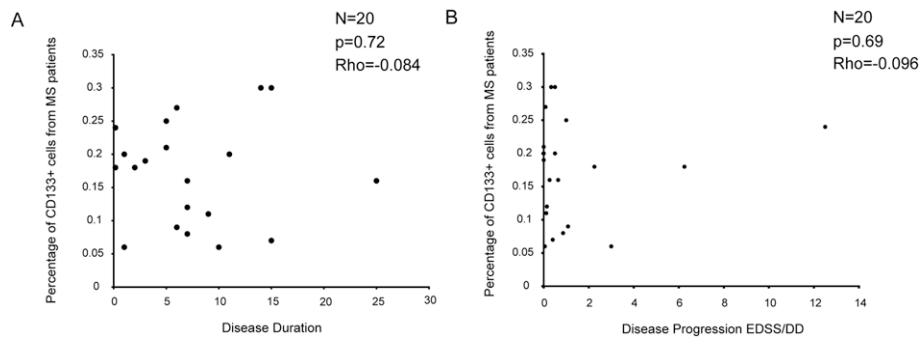 A
N=20
p=0.72
Rho=-0.084
Percentage of CD133+ cells from MS patients
0.35
0.3
0.25
0.2
0.15
0.1
0.05
0
0 5 10 15 20 25 30
Disease Duration
B
N=20
p=0.69
Rho=-0.096
Percentage of CD133+ cells from MS patients
0.35
0.3
0.25
0.2
0.15
0.1
0.05
0
0 2 4 6 8 10 12 14
Disease Progression EDSS/DD